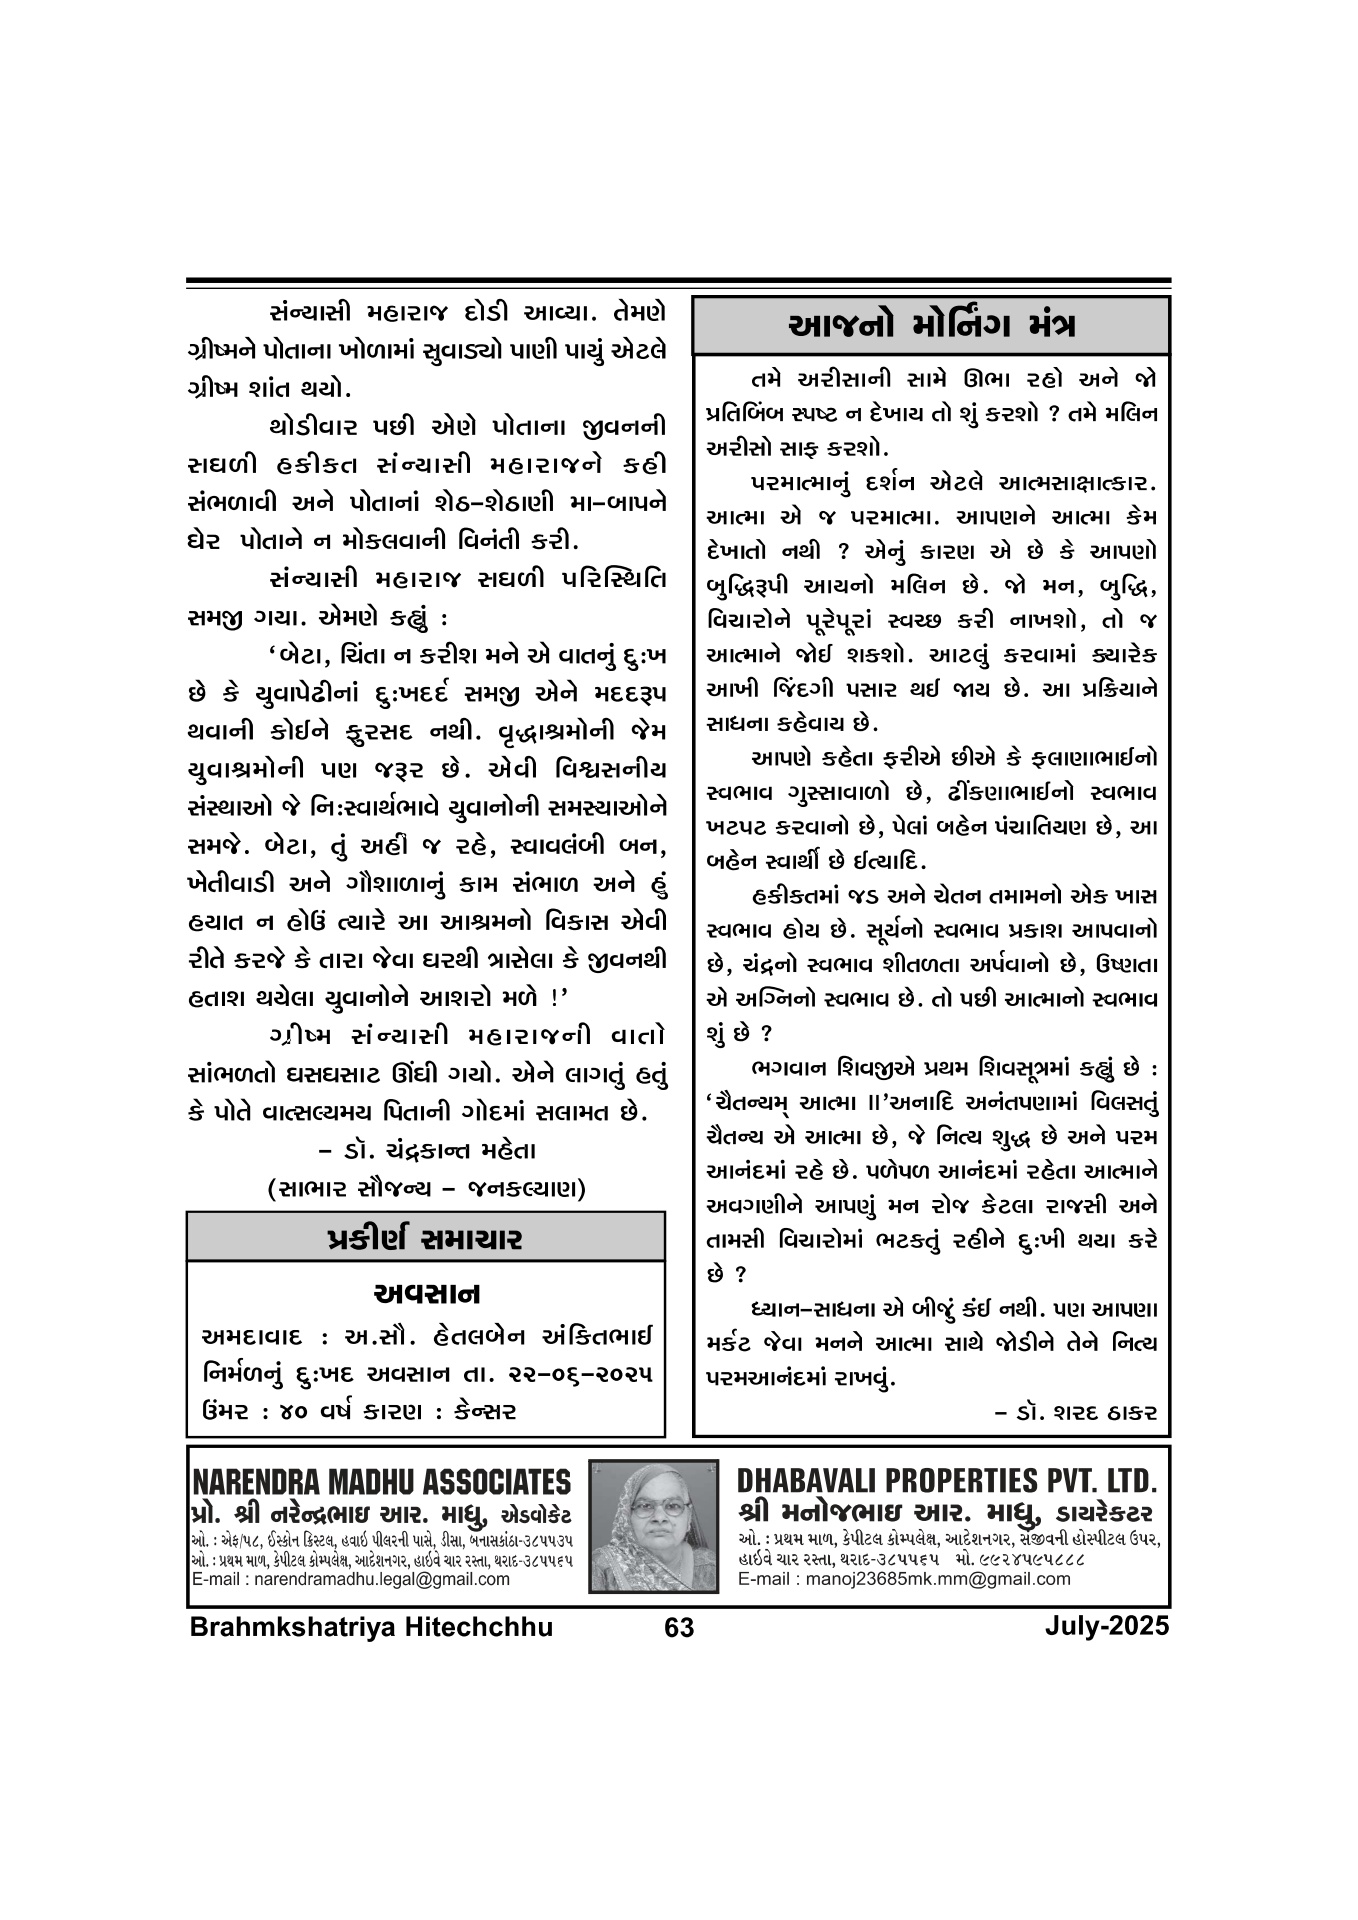 સંન્યાસી મહારાજ દોડી આવ્યા. તેમણે
ગ્રીષ્મને પોતાના ખોળામાં સુવાડ્યો પાણી પાયું એટલે
ગ્રીષ્મ શાંત થયો.
થોડીવાર પછી એણે પોતાના જીવનની
સઘળી હકીકત સંન્યાસી મહારાજને કહી
સંભળાવી અને પોતાનાં શેઠ–શેઠાણી મા–બાપને
ઘેર પોતાને ન મોકલવાની વિનંતી કરી.
સંન્યાસી મહારાજ સઘળી પરિસ્થિતિ
સમજી ગયા. એમણે કહ્યું :
‘બેટા, ચિંતા ન કરીશ મને એ વાતનું દુઃખ
છે કે યુવાપેઢીનાં દુઃખદર્દ સમજી એને મદદરૂપ
થવાની કોઈને ફુરસદ નથી. વૃદ્ધાશ્રમોની જેમ
યુવાશ્રમોની પણ જરૂર છે. એવી વિશ્વસનીય
સંસ્થાઓ જે નિઃસ્વાર્થભાવે યુવાનોની સમસ્યાઓને
સમજે. બેટા, તું અહીં જ રહે, સ્વાવલંબી બન,
ખેતીવાડી અને ગૌશાળાનું કામ સંભાળ અને હું
હયાત ન હોઉં ત્યારે આ આશ્રમનો વિકાસ એવી
રીતે કરજે કે તારા જેવા ઘરથી ત્રાસેલા કે જીવનથી
હતાશ થયેલા યુવાનોને આશરો મળે !’
ગ્રીષ્મ સંન્યાસી મહારાજની વાતો
સાંભળતો ઘસઘસાટ ઊંઘી ગયો. એને લાગતું હતું
કે પોતે વાત્સલ્યમય પિતાની ગોદમાં સલામત છે.
– ડૉ. ચંદ્રકાન્ત મહેતા
(સાભાર સૌજન્ય – જનકલ્યાણ)
પ્રકીર્ણ સમાચાર
અવસાન
અમદાવાદ : અ.સૌ. હેતલબેન અંકિતભાઈ
નિર્મળનું દુઃખદ અવસાન તા. ૨૨–૦૬–૨૦૨૫
ઉંમર : ૪૦ વર્ષ કારણ : કેન્સર
આજનો મોર્નિંગ મંત્ર
તમે અરીસાની સામે ઊભા રહો અને જો
પ્રતિબિંબ સ્પષ્ટ ન દેખાય તો શું કરશો ? તમે મલિન
અરીસો સાફ કરશો.
પરમાત્માનું દર્શન એટલે આત્મસાક્ષાત્કાર.
આત્મા એ જ પરમાત્મા. આપણને આત્મા કેમ
દેખાતો નથી ? એનું કારણ એ છે કે આપણો
બુદ્ધિરૂપી આયનો મલિન છે. જો મન, બુદ્ધિ,
વિચારોને પૂરેપૂરાં સ્વચ્છ કરી નાખશો, તો જ
આત્માને જોઈ શકશો. આટલું કરવામાં ક્યારેક
આખી જિંદગી પસાર થઈ જાય છે. આ પ્રક્રિયાને
સાધના કહેવાય છે.
આપણે કહેતા ફરીએ છીએ કે ફલાણાભાઈનો
સ્વભાવ ગુસ્સાવાળો છે, ઢીંકણાભાઈનો સ્વભાવ
ખટપટ કરવાનો છે, પેલાં બહેન પંચાતિયણ છે, આ
બહેન સ્વાર્થી છે ઈત્યાદિ.
હકીકતમાં જડ અને ચેતન તમામનો એક ખાસ
સ્વભાવ હોય છે. સૂર્યનો સ્વભાવ પ્રકાશ આપવાનો
છે, ચંદ્રનો સ્વભાવ શીતળતા અર્પવાનો છે, ઉષ્ણતા
એ અગ્નિનો સ્વભાવ છે. તો પછી આત્માનો સ્વભાવ
શું છે ?
ભગવાન શિવજીએ પ્રથમ શિવસૂત્રમાં કહ્યું છે :
‘ચૈતન્યમ્ આત્મા ॥’અનાદિ અનંતપણામાં વિલસતું
ચૈતન્ય એ આત્મા છે, જે નિત્ય શુદ્ધ છે અને પરમ
આનંદમાં રહે છે. પળેપળ આનંદમાં રહેતા આત્માને
અવગણીને આપણું મન રોજ કેટલા રાજસી અને
તામસી વિચારોમાં ભટકતું રહીને દુઃખી થયા કરે
છે ?
ધ્યાન–સાધના એ બીજું કંઈ નથી. પણ આપણા
મર્કટ જેવા મનને આત્મા સાથે જોડીને તેને નિત્ય
પરમઆનંદમાં રાખવું.
– ડૉ. શરદ ઠાકર
NARENDRA MADHU ASSOCIATES
પ્રો. શ્રી નરેન્દ્રભાઇ આર. માધુ, એડવોકેટ
ઓ. : એફ/૫૮, ઈસ્કોન ક્રિસ્ટલ, હવાઇ પીલરની પાસે, ડીસા, બનાસકાંઠા-૩૮૫૫૩૫
ઓ. : પ્રથમ માળ, કેપીટલ કોમ્પલેક્ષ, આદેશનગર, હાઇવે ચાર રસ્તા, થરાદ-૩૮૫૫૬૫
E-mail : narendramadhu.legal@gmail.com
DHABAVALI PROPERTIES PVT. LTD.
શ્રી મનોજભાઇ આર. માધુ, ડાયરેકટર
ઓ. : પ્રથમ માળ, કેપીટલ કોમ્પલેક્ષ, આદેશનગર, સંજીવની હોસ્પીટલ ઉપર,
હાઇવે ચાર રસ્તા, થરાદ-૩૮૫૫૬૫ મો. ૯૯૨૪૫૯૫૮૮૮
E-mail : manoj23685mk.mm@gmail.com
Brahmkshatriya Hitechchhu 63 July-2025